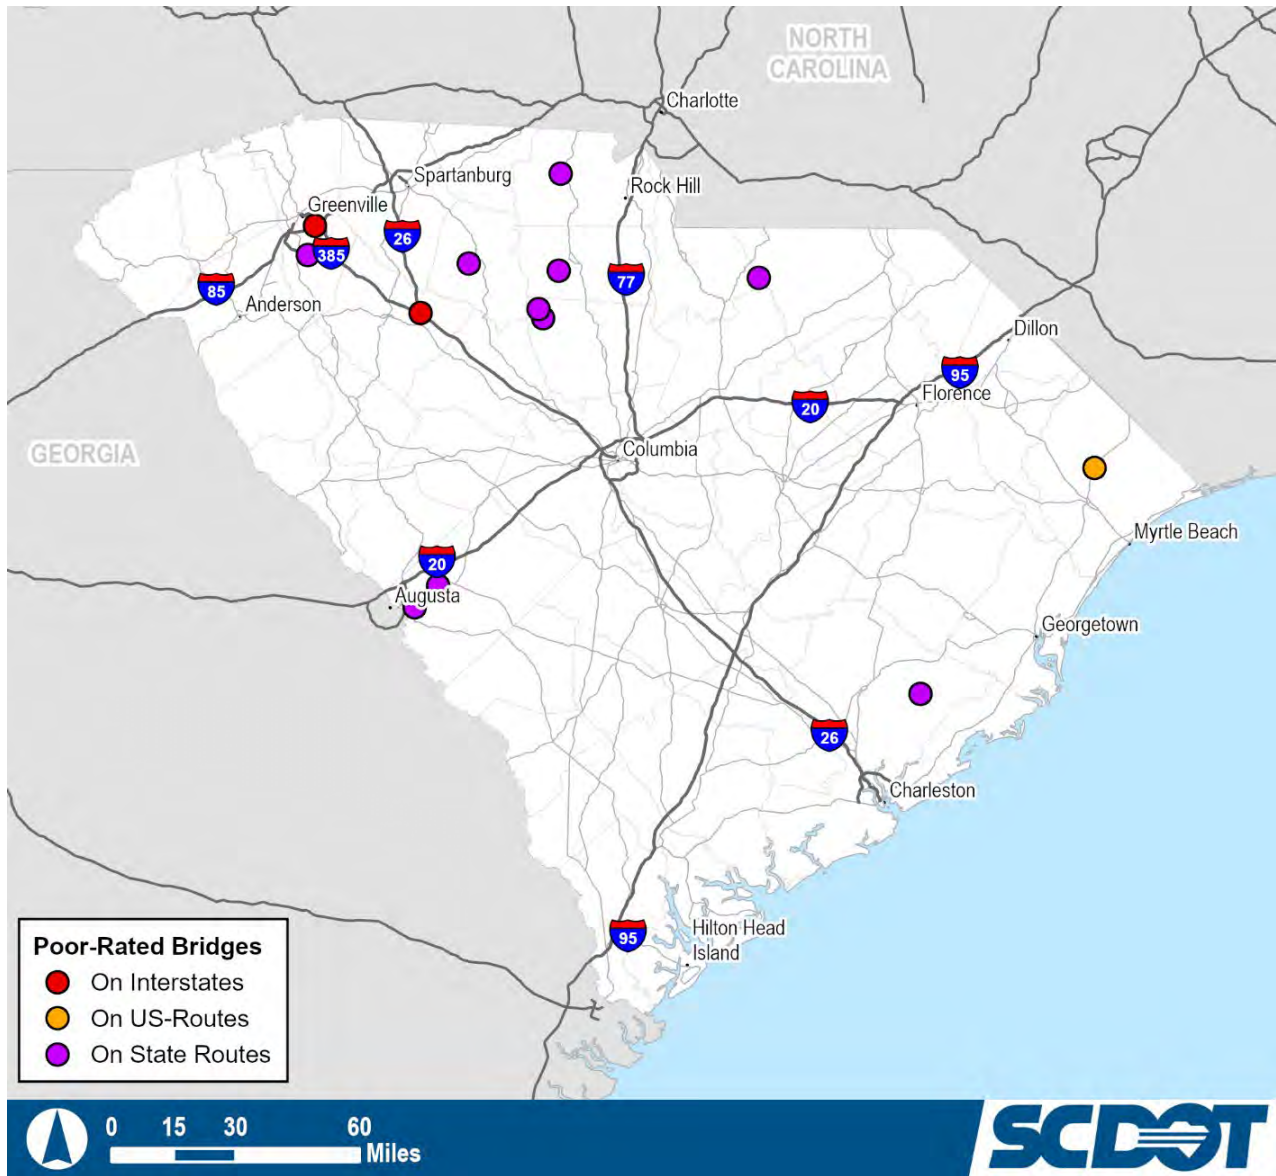 NORTH
CAROLINA
Charlotte
Spartanburg
Rock Hill
Greenville
26
385
77
85
Anderson
Dillon
95
Florence
20
GEORGIA
Columbia
Myrtle Beach
20
Augusta
Georgetown
26
Charleston
Hilton Head
Island
95
Poor-Rated Bridges
On Interstates
On US-Routes
On State Routes
0 15 30 60
Miles
SCDOT